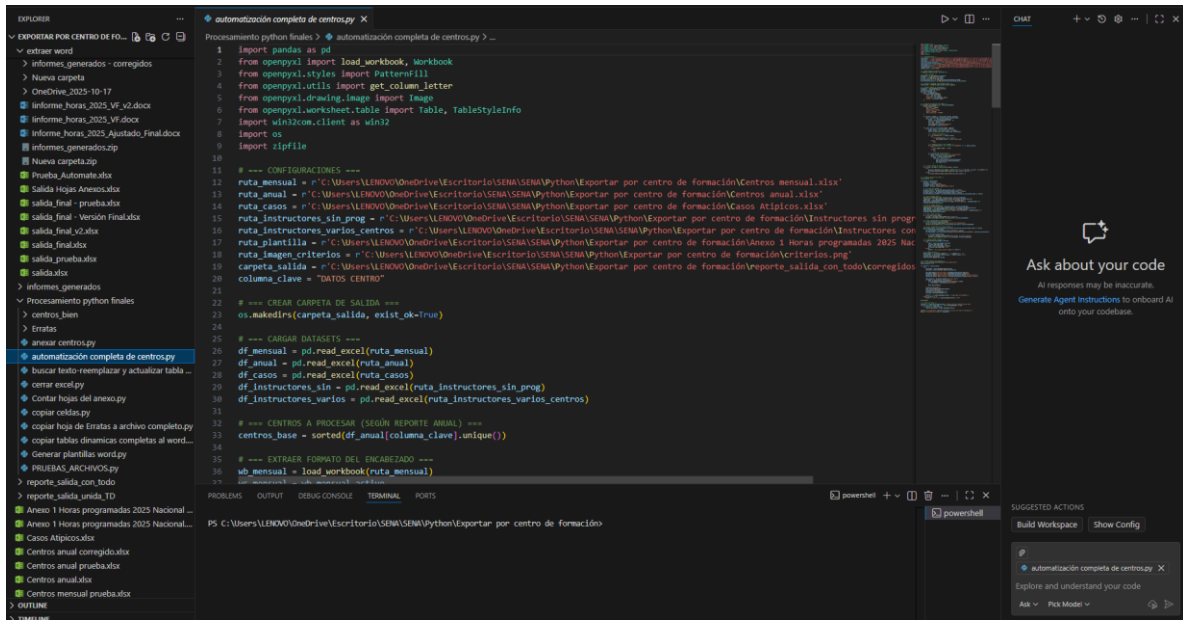 EXPLORER
EXPORTAR POR CENTRO DE FO...
extraer word
informes_generados - corregidos
Nueva carpeta
OneDrive_2025-10-17
Iinforme_horas_2025_VF_v2.docx
Iinforme_horas_2025_VF.docx
Informe_horas_2025_Ajustado_Final.docx
informes_generados.zip
Nueva carpeta.zip
Prueba_Automate.xlsx
Salida Hojas Anexos.xlsx
salida_final - prueba.xlsx
salida_final - Versión Final.xlsx
salida_final_v2.xlsx
salida_final.xlsx
salida_prueba.xlsx
salida.xlsx
informes_generados
Procesamiento python finales
centros_bien
Erratas
anexar centros.py
automatización completa de centros.py
buscar texto-reemplazar y actualizar tabla ...
cerrar excel.py
Contar hojas del anexo.py
copiar celdas.py
copiar hoja de Erratas a archivo completo.py
copiar tablas dinamicas completas al word....
Generar plantillas word.py
PRUEBAS_ARCHIVOS.py
reporte_salida_con_todo
reporte_salida_unida_TD
Anexo 1 Horas programadas 2025 Nacional ...
Anexo 1 Horas programadas 2025 Nacional....
Casos Atipicos.xlsx
Centros anual corregido.xlsx
Centros anual prueba.xlsx
Centros anual.xlsx
Centros mensual prueba.xlsx
OUTLINE
TIMELINE
automatización completa de centros.py
Procesamiento python finales > automatización completa de centros.py > ...
1 import pandas as pd
2 from openpyxl import load_workbook, Workbook
3 from openpyxl.styles import PatternFill
4 from openpyxl.utils import get_column_letter
5 from openpyxl.drawing.image import Image
6 from openpyxl.worksheet.table import Table, TableStyleInfo
7 import win32com.client as win32
8 import os
9 import zipfile
10
11 # === CONFIGURACIONES ===
12 ruta_mensual = r'C:\Users\LENOVO\OneDrive\Escritorio\SENA\SENA\Python\Exportar por centro de formación\Centros mensual.xlsx'
13 ruta_anual = r'C:\Users\LENOVO\OneDrive\Escritorio\SENA\SENA\Python\Exportar por centro de formación\Centros anual.xlsx'
14 ruta_casos = r'C:\Users\LENOVO\OneDrive\Escritorio\SENA\SENA\Python\Exportar por centro de formación\Casos Atipicos.xlsx'
15 ruta_instructores_sin_prog = r'C:\Users\LENOVO\OneDrive\Escritorio\SENA\SENA\Python\Exportar por centro de formación\Instructores sin progr
16 ruta_instructores_varios_centros = r'C:\Users\LENOVO\OneDrive\Escritorio\SENA\SENA\Python\Exportar por centro de formación\Instructores con
17 ruta_plantilla = r'C:\Users\LENOVO\OneDrive\Escritorio\SENA\SENA\Python\Exportar por centro de formación\Anexo 1 Horas programadas 2025 Nac
18 ruta_imagen_criterios = r'C:\Users\LENOVO\OneDrive\Escritorio\SENA\SENA\Python\Exportar por centro de formación\criterios.png'
19 carpeta_salida = r'C:\Users\LENOVO\OneDrive\Escritorio\SENA\SENA\Python\Exportar por centro de formación\reporte_salida_con_todo\corregidos
20 columna_clave = "DATOS CENTRO"
21
22 # === CREAR CARPETA DE SALIDA ===
23 os.makedirs(carpeta_salida, exist_ok=True)
24
25 # === CARGAR DATASETS ===
26 df_mensual = pd.read_excel(ruta_mensual)
27 df_anual = pd.read_excel(ruta_anual)
28 df_casos = pd.read_excel(ruta_casos)
29 df_instructores_sin = pd.read_excel(ruta_instructores_sin_prog)
30 df_instructores_varios = pd.read_excel(ruta_instructores_varios_centros)
31
32 # === CENTROS A PROCESAR (SEGÚN REPORTE ANUAL) ===
33 centros_base = sorted(df_anual[columna_clave].unique())
34
35 # === EXTRAER FORMATO DEL ENCABEZADO ===
36 wb_mensual = load_workbook(ruta_mensual)
PROBLEMS OUTPUT DEBUG CONSOLE TERMINAL PORTS
powershell
PS C:\Users\LENOVO\OneDrive\Escritorio\SENA\SENA\Python\Exportar por centro de formación>
powershell
CHAT
Ask about your code
AI responses may be inaccurate.
Generate Agent Instructions to onboard AI
onto your codebase.
SUGGESTED ACTIONS
Build Workspace Show Config
automatización completa de centros.py
Explore and understand your code
Ask Pick Model